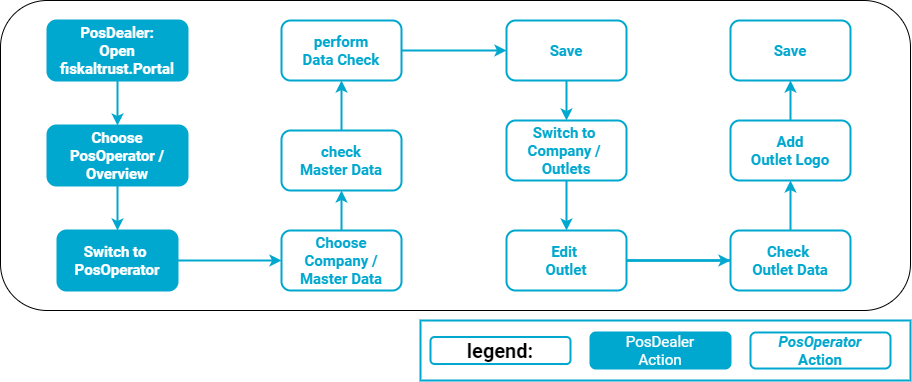 PosDealer:
Open
fiskaltrust.Portal
Choose
PosOperator /
Overview
Switch to
PosOperator
Choose
Company /
Master Data
check
Master Data
perform
Data Check
Save
Switch to
Company /
Outlets
Edit
Outlet
Check
Outlet Data
Add
Outlet Logo
Save
legend:
PosDealer
Action
PosOperator
Action